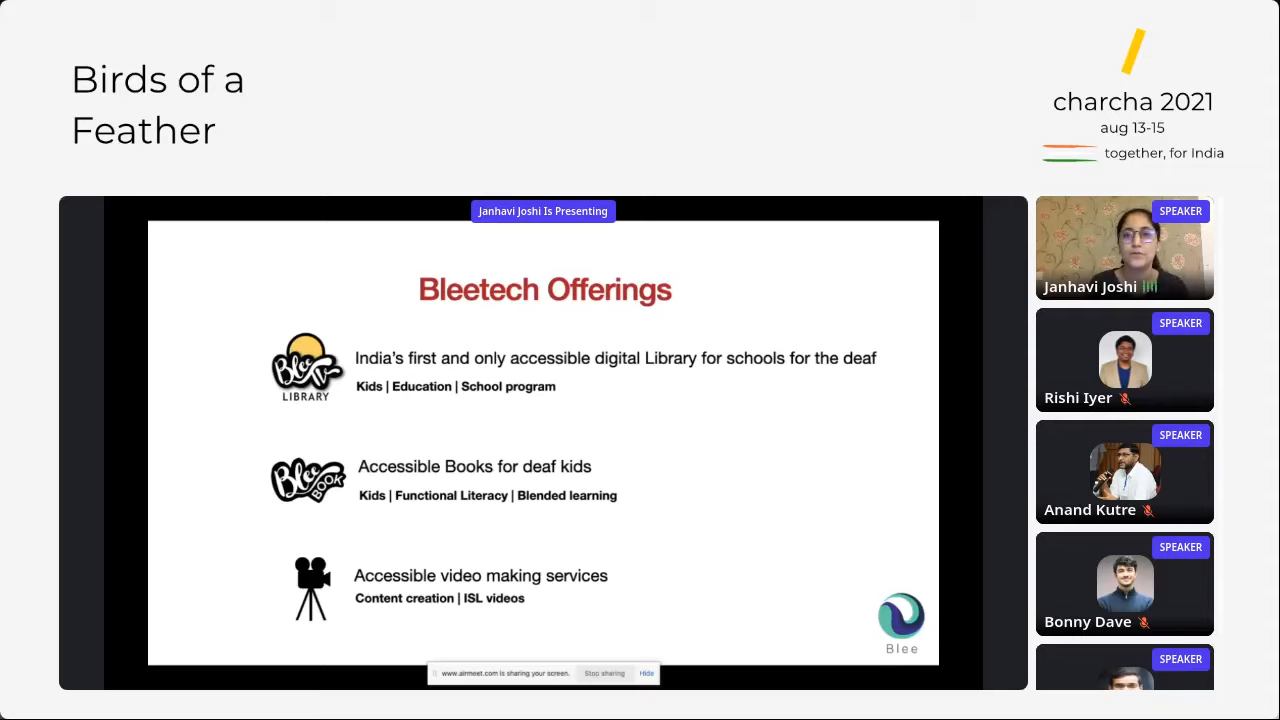 Birds of a
Feather
charcha 2021
aug 13-15
together, for India
Janhavi Joshi Is Presenting
Bleetech Offerings
Blee TV
LIBRARY
India's first and only accessible digital Library for schools for the deaf
Kids | Education | School program
Blee
BOOK
Accessible Books for deaf kids
Kids | Functional Literacy | Blended learning
Accessible video making services
Content creation | ISL videos
Blee
www.airmeet.com is sharing your screen.
Stop sharing
Hide
SPEAKER
Janhavi Joshi
SPEAKER
Rishi Iyer
SPEAKER
Anand Kutre
SPEAKER
Bonny Dave
SPEAKER